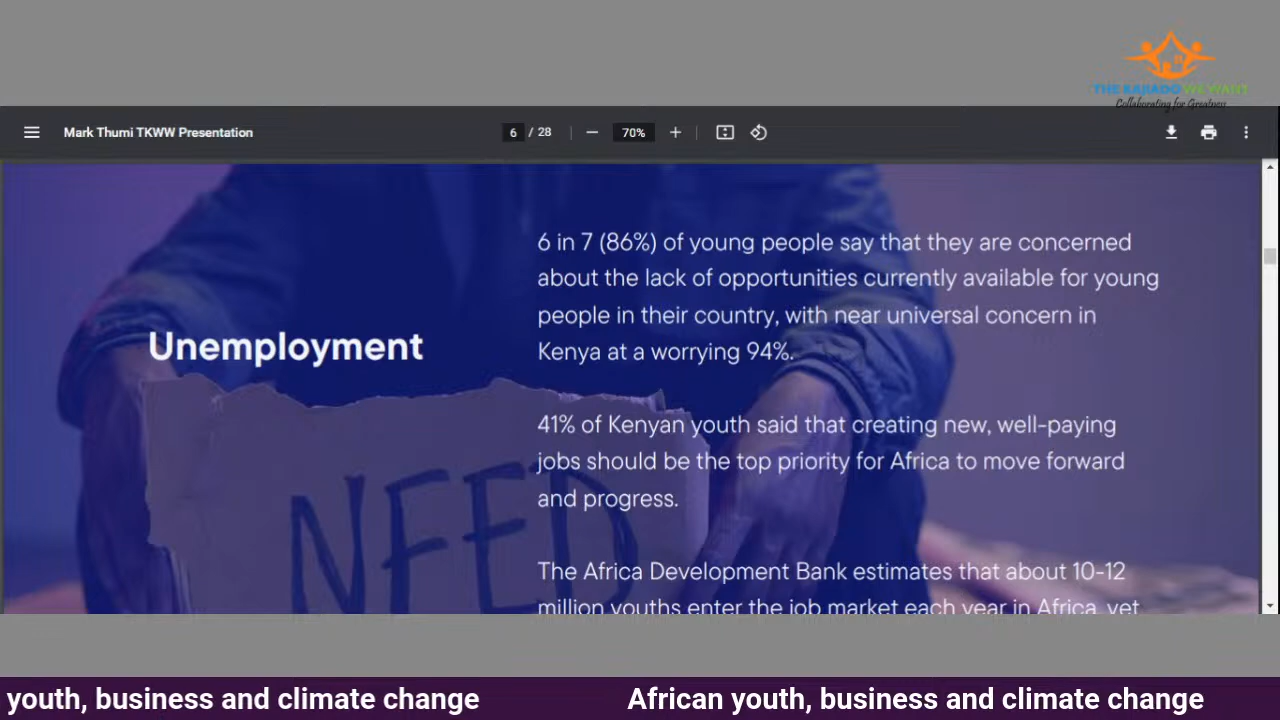 THE KAJIADO WE WANT
Collaborating for Greatness
Mark Thumi TKWW Presentation
6 / 28
70%
6 in 7 (86%) of young people say that they are concerned
about the lack of opportunities currently available for young
people in their country, with near universal concern in
Kenya at a worrying 94%.
Unemployment
41% of Kenyan youth said that creating new, well-paying
jobs should be the top priority for Africa to move forward
and progress.
NEED
The Africa Development Bank estimates that about 10-12
million youths enter the job market each year in Africa, yet
youth, business and climate change
African youth, business and climate change